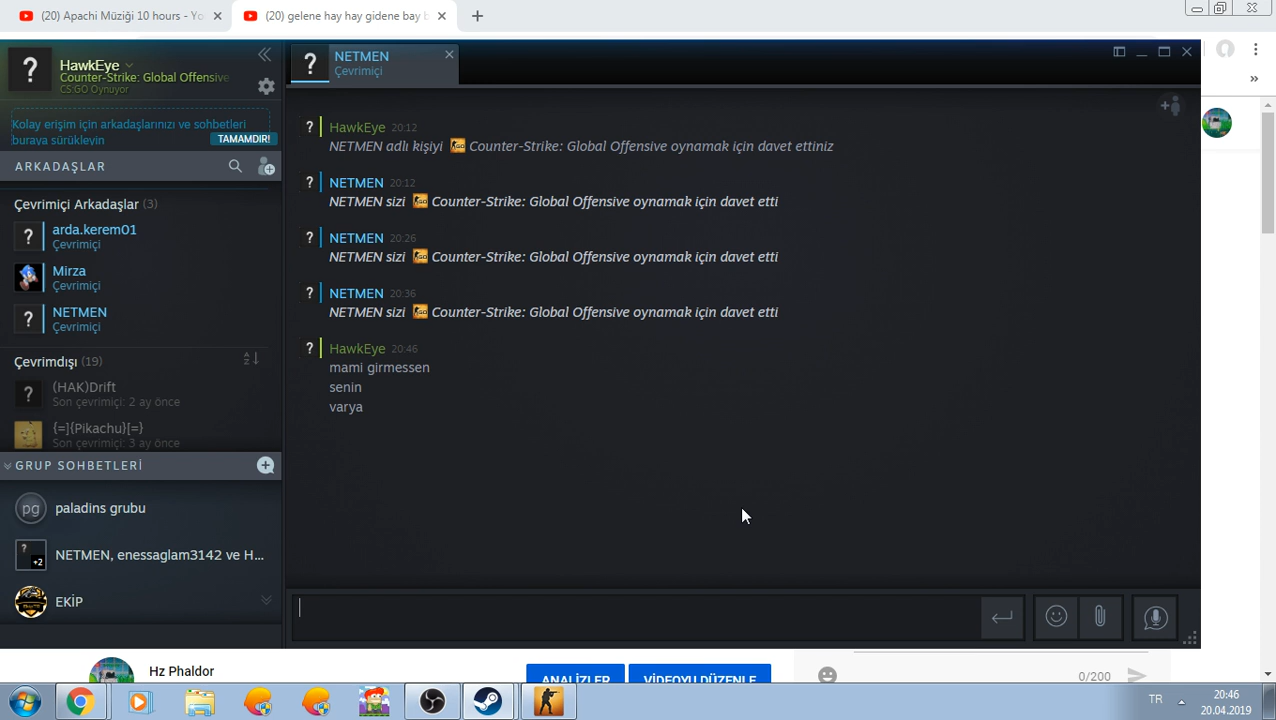 (20) Apachi Müziği 10 hours - Yo
(20) gelene hay hay gidene bay b
HawkEye
Counter-Strike: Global Offensive
CS:GO Oynuyor
Kolay erişim için arkadaşlarınızı ve sohbetleri
buraya sürükleyin
TAMAMDIR!
ARKADAŞLAR
Çevrimiçi Arkadaşlar (3)
arda.kerem01
Çevrimiçi
Mirza
Çevrimiçi
NETMEN
Çevrimiçi
Çevrimdışı (19)
(HAK)Drift
Son çevrimiçi: 2 ay önce
{=]{Pikachu}[=}
Son çevrimiçi: 3 ay önce
GRUP SOHBETLERİ
pg paladins grubu
+2 NETMEN, enessaglam3142 ve H...
EKİP
NETMEN
Çevrimiçi
HawkEye 20:12
NETMEN adlı kişiyi GO Counter-Strike: Global Offensive oynamak için davet ettiniz
NETMEN 20:12
NETMEN sizi GO Counter-Strike: Global Offensive oynamak için davet etti
NETMEN 20:26
NETMEN sizi GO Counter-Strike: Global Offensive oynamak için davet etti
NETMEN 20:36
NETMEN sizi GO Counter-Strike: Global Offensive oynamak için davet etti
HawkEye 20:46
mami girmessen
senin
varya
Hz Phaldor
ANALİZLER
VİDEOYU DÜZENLE
0/200
TR
20:46
20.04.2019